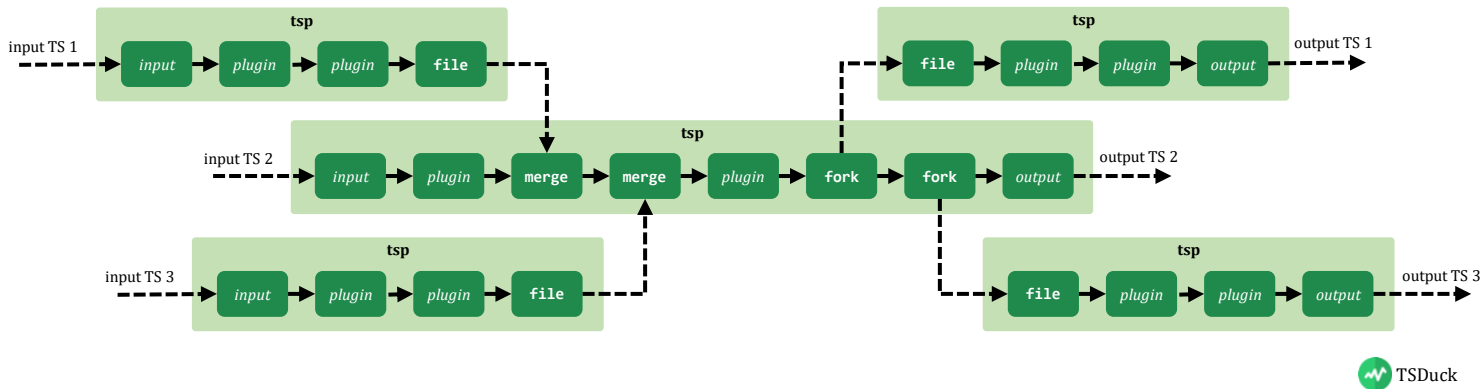 tsp
input TS 1
input
plugin
plugin
file
tsp
output TS 1
file
plugin
plugin
output
tsp
input TS 2
input
plugin
merge
merge
plugin
fork
fork
output
output TS 2
tsp
input TS 3
input
plugin
plugin
file
tsp
output TS 3
file
plugin
plugin
output
TSDuck